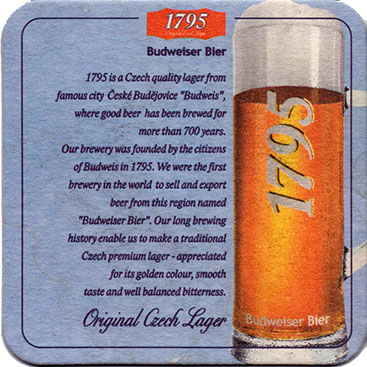 1795
Original Czech Lager
Budweiser Bier
1795 is a Czech quality lager from
famous city České Budějovice "Budweis",
where good beer has been brewed for
more than 700 years.
Our brewery was founded by the citizens
of Budweis in 1795. We were the first
brewery in the world to sell and export
beer from this region named
"Budweiser Bier". Our long brewing
history enable us to make a traditional
Czech premium lager - appreciated
for its golden colour, smooth
taste and well balanced bitterness.
Original Czech Lager
1795
Budweiser Bier